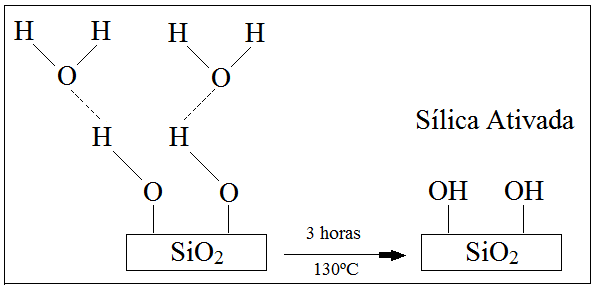 H H H H
O O
H H
Sílica Ativada
O O OH OH
3 horas
SiO₂ SiO₂
130ºC